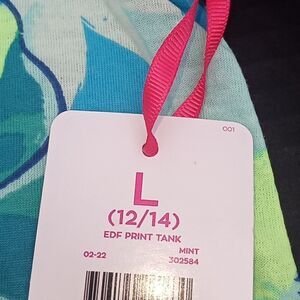 001
L
(12/14)
EDF PRINT TANK
02-22 MINT
302584